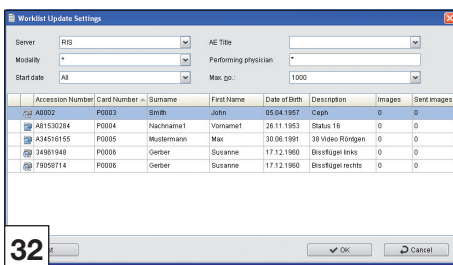 Worklist Update Settings
Server RIS AE Title
Modality * Performing physician *
Start date All Max. no.: 1000
Accession Number Card Number Surname First Name Date of Birth Description Images Sent images
A0002 P0003 Smith John 05.04.1957 Ceph 0 0
A81530284 P0004 Nachname1 Vorname1 26.11.1953 Status 16 0 0
A34516155 P0005 Mustermann Max 30.06.1991 38 Video Röntgen 0 0
34961948 P0006 Gerber Susanne 17.12.1960 Bissflügel links 0 0
79058714 P0006 Gerber Susanne 17.12.1960 Bissflügel rechts 0 0
32 OK Cancel